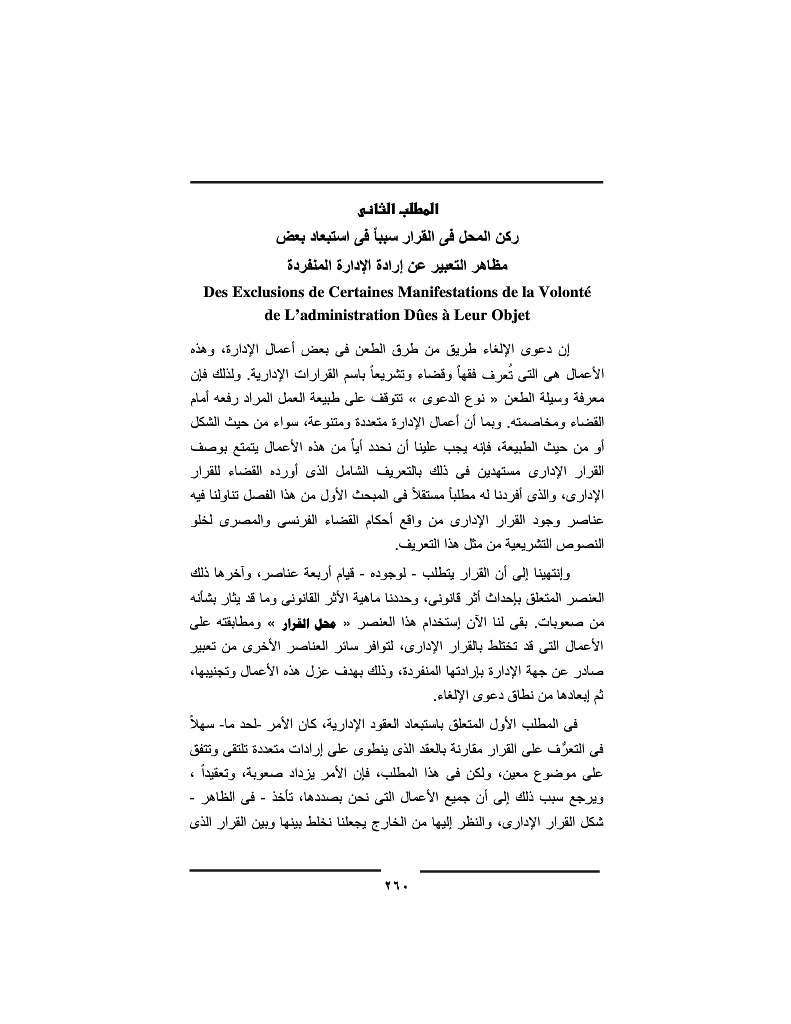 المطلب الثانى
ركن المحل فى القرار سبباً فى استبعاد بعض
مظاهر التعبير عن إرادة الإدارة المنفردة
Des Exclusions de Certaines Manifestations de la Volonté
de L’administration Dûes à Leur Objet
إن دعوى الإلغاء طريق من طرق الطعن فى بعض أعمال الإدارة، وهذه
الأعمال هى التى تُعرف فقهاً وقضاء وتشريعاً باسم القرارات الإدارية. ولذلك فإن
معرفة وسيلة الطعن « نوع الدعوى » تتوقف على طبيعة العمل المراد رفعه أمام
القضاء ومخاصمته. وبما أن أعمال الإدارة متعددة ومتنوعة، سواء من حيث الشكل
أو من حيث الطبيعة، فإنه يجب علينا أن نحدد أياً من هذه الأعمال يتمتع بوصف
القرار الإدارى مستهدين فى ذلك بالتعريف الشامل الذى أورده القضاء للقرار
الإدارى، والذى أفردنا له مطلباً مستقلاً فى المبحث الأول من هذا الفصل تناولنا فيه
عناصر وجود القرار الإدارى من واقع أحكام القضاء الفرنسى والمصرى لخلو
النصوص التشريعية من مثل هذا التعريف.
وإنتهينا إلى أن القرار يتطلب - لوجوده - قيام أربعة عناصر، وآخرها ذلك
العنصر المتعلق بإحداث أثر قانونى، وحددنا ماهية الأثر القانونى وما قد يثار بشأنه
من صعوبات. بقى لنا الآن إستخدام هذا العنصر « محل القرار » ومطابقته على
الأعمال التى قد تختلط بالقرار الإدارى، لتوافر سائر العناصر الأخرى من تعبير
صادر عن جهة الإدارة بإرادتها المنفردة، وذلك بهدف عزل هذه الأعمال وتجنيبها،
ثم إبعادها من نطاق دعوى الإلغاء.
فى المطلب الأول المتعلق باستبعاد العقود الإدارية، كان الأمر -لحد ما- سهلاً
فى التعرُّف على القرار مقارنة بالعقد الذى ينطوى على إرادات متعددة تلتقى وتتفق
على موضوع معين، ولكن فى هذا المطلب، فإن الأمر يزداد صعوبة، وتعقيداً ،
ويرجع سبب ذلك إلى أن جميع الأعمال التى نحن بصددها، تأخذ - فى الظاهر -
شكل القرار الإدارى، والنظر إليها من الخارج يجعلنا نخلط بينها وبين القرار الذى
٢٦٠